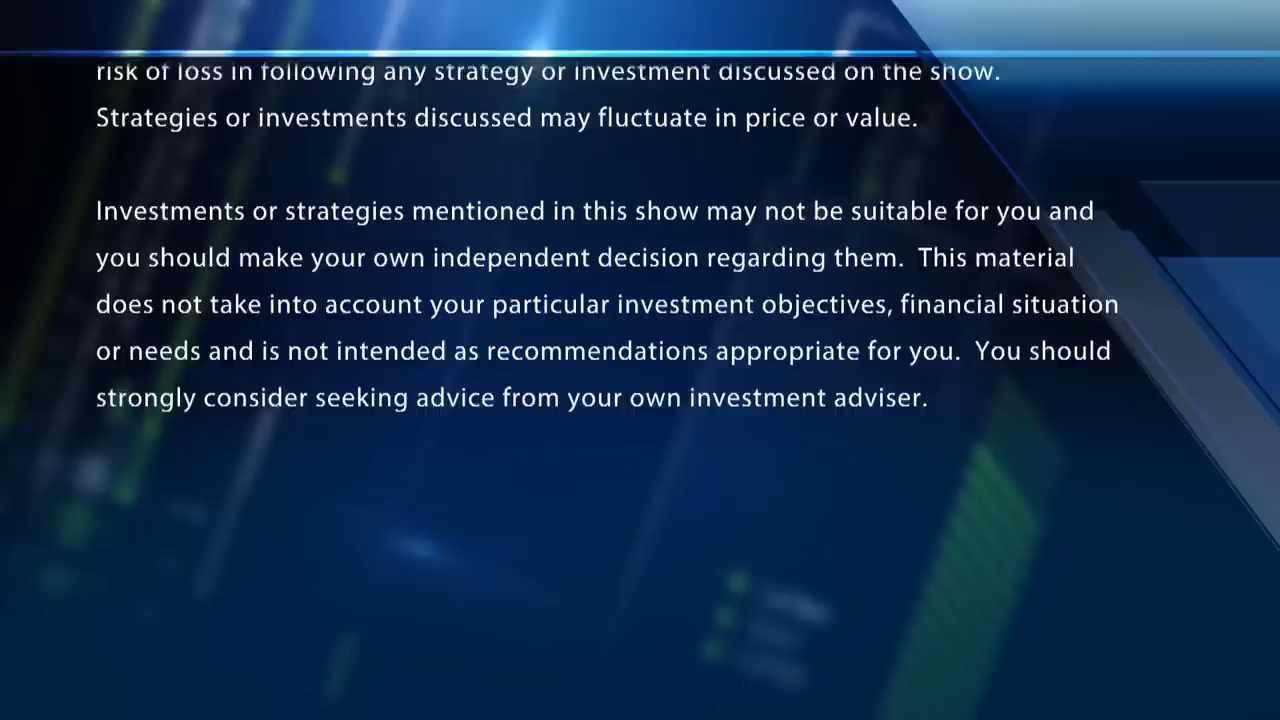 risk of loss in following any strategy or investment discussed on the show.
Strategies or investments discussed may fluctuate in price or value.
Investments or strategies mentioned in this show may not be suitable for you and
you should make your own independent decision regarding them.  This material
does not take into account your particular investment objectives, financial situation
or needs and is not intended as recommendations appropriate for you.  You should
strongly consider seeking advice from your own investment adviser.